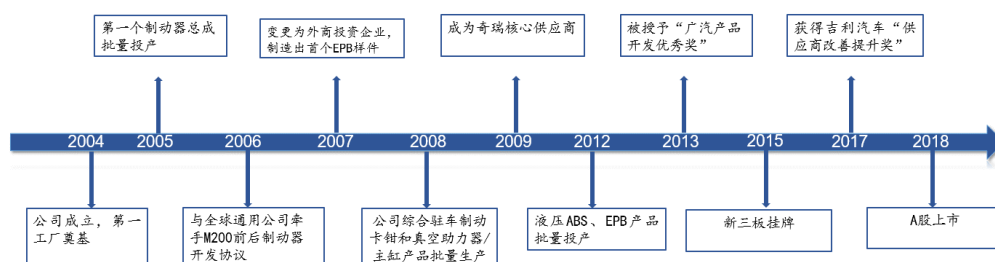 第一个制动器总成
批量投产
变更为外商投资企业，
制造出首个EPB样件
成为奇瑞核心供应商
被授予“广汽产品
开发优秀奖”
获得吉利汽车“供
应商改善提升奖”
2004
2005
2006
2007
2008
2009
2012
2013
2015
2017
2018
公司成立，第一
工厂奠基
与全球通用公司牵
手M200前后制动器
开发协议
公司综合驻车制动
卡钳和真空助力器/
主缸产品批量生产
液压ABS、EPB产品
批量投产
新三板挂牌
A股上市